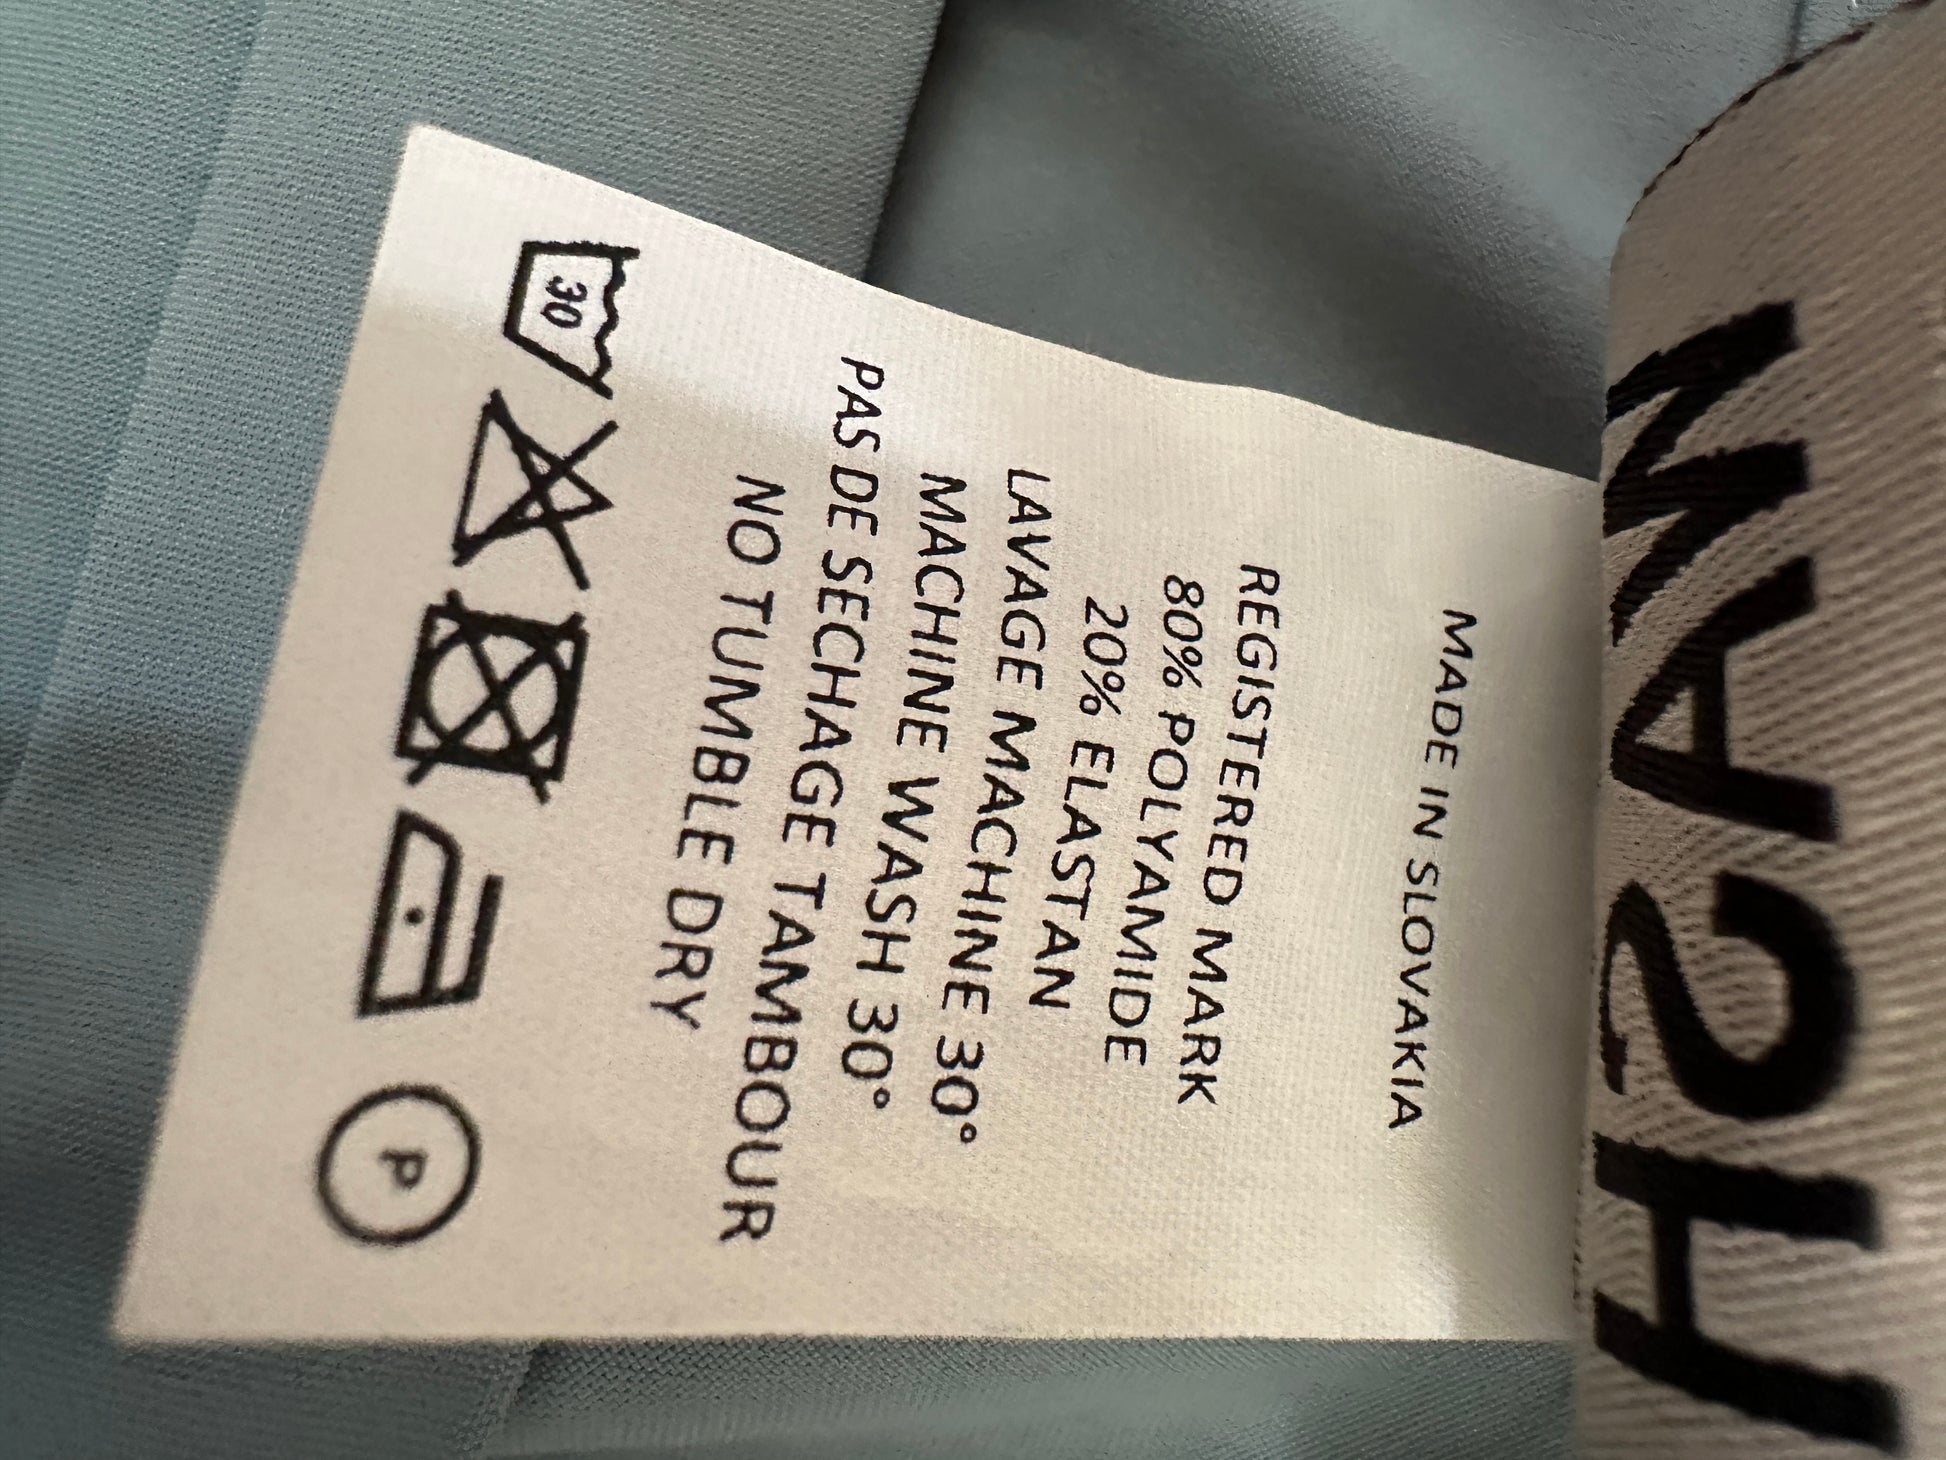 MADE IN SLOVAKIA
REGISTERED MARK
80% POLYAMIDE
20% ELASTAN
LAVAGE MACHINE 30°
MACHINE WASH 30°
PAS DE SECHAGE TAMBOUR
NO TUMBLE DRY
30 P